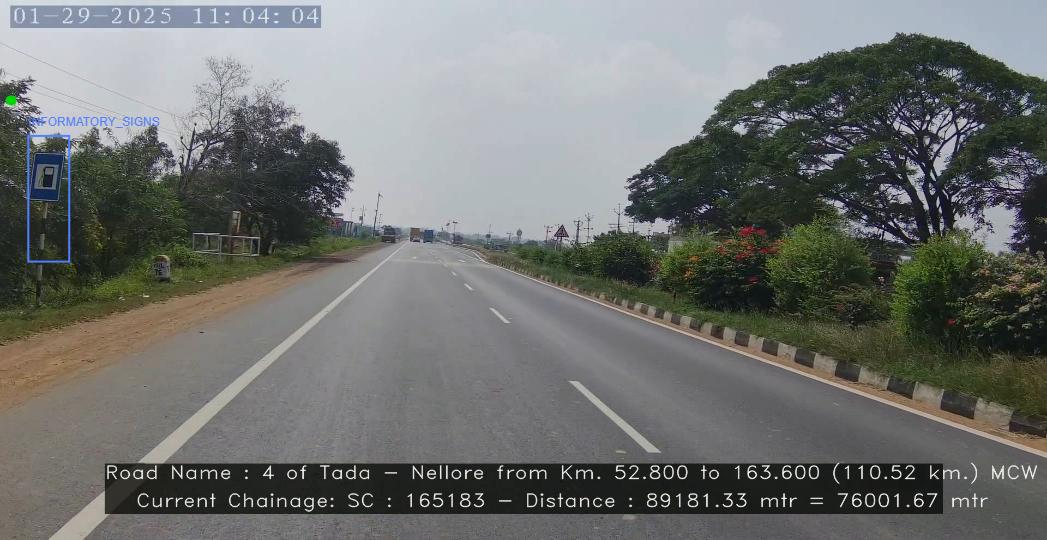 01-29-2025 11:04:04
INFORMATORY_SIGNS
Road Name : 4 of Tada - Nellore from Km. 52.800 to 163.600 (110.52 km.) MCW
Current Chainage: SC : 165183 - Distance : 89181.33 mtr = 76001.67 mtr